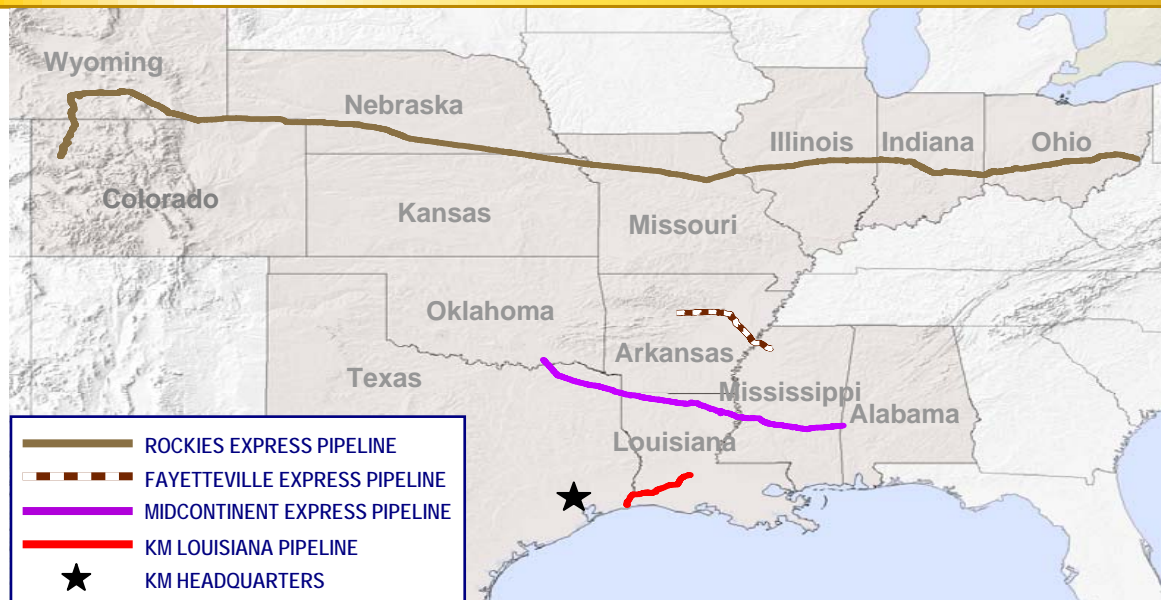 Wyoming
Nebraska
Illinois
Indiana
Ohio
Colorado
Kansas
Missouri
Oklahoma
Arkansas
Texas
Mississippi
Alabama
Louisiana
ROCKIES EXPRESS PIPELINE
FAYETTEVILLE EXPRESS PIPELINE
MIDCONTINENT EXPRESS PIPELINE
KM LOUISIANA PIPELINE
KM HEADQUARTERS